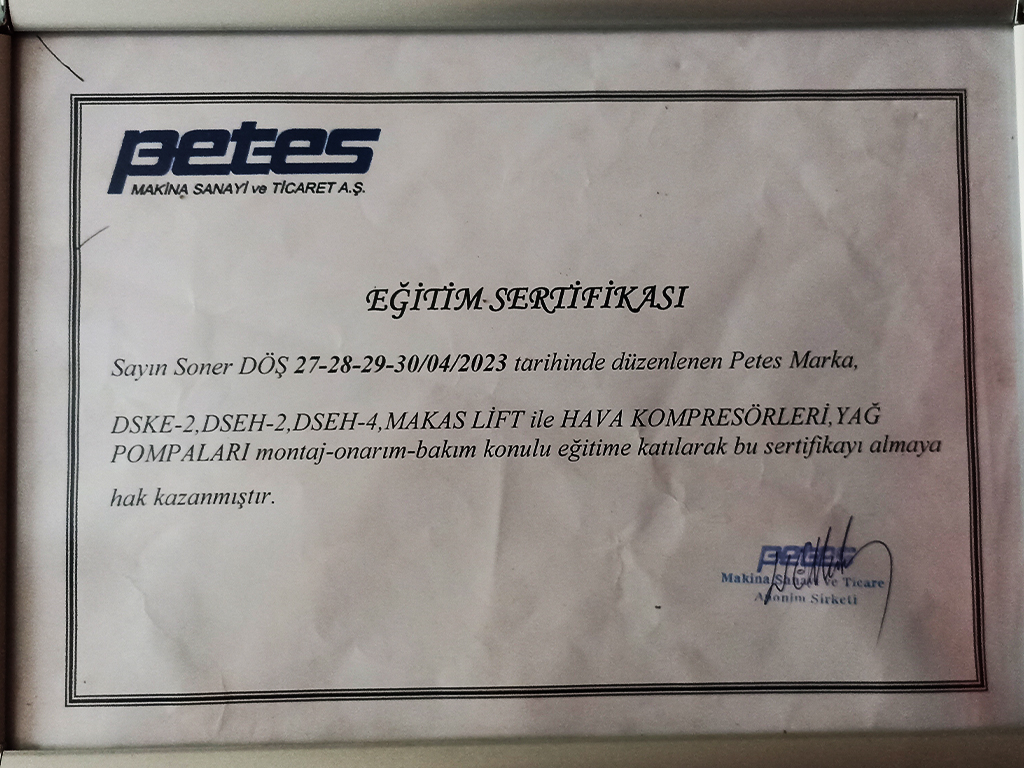 petes
MAKİNA SANAYİ ve TİCARET A.Ş.
EĞİTİM SERTİFİKASI
Sayın Soner DÖŞ 27-28-29-30/04/2023 tarihinde düzenlenen Petes Marka,
DSKE-2,DSEH-2,DSEH-4,MAKAS LİFT ile HAVA KOMPRESÖRLERİ,YAĞ
POMPALARI montaj-onarım-bakım konulu eğitime katılarak bu sertifikayı almaya
hak kazanmıştır.
petes
Makina Sanayi ve Ticare
Anonim Şirketi